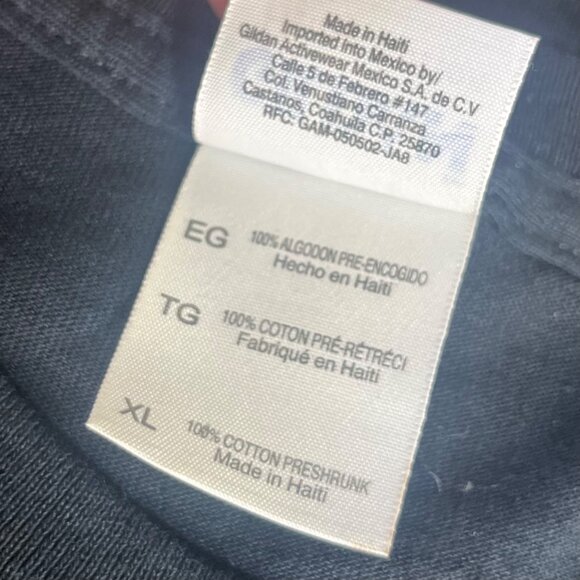 Made in Haiti
Imported into Mexico by/
Gildan Activewear Mexico S.A. de C.V
Calle 5 de Febrero #147
Col. Venustiano Carranza
Castanos, Coahuila C.P. 25870
RFC: GAM-050502-JA8
EG 100% ALGODON PRE-ENCOGIDO
Hecho en Haiti
TG 100% COTON PRÉ-RÉTRÉCI
Fabriqué en Haiti
XL 100% COTTON PRESHRUNK
Made in Haiti